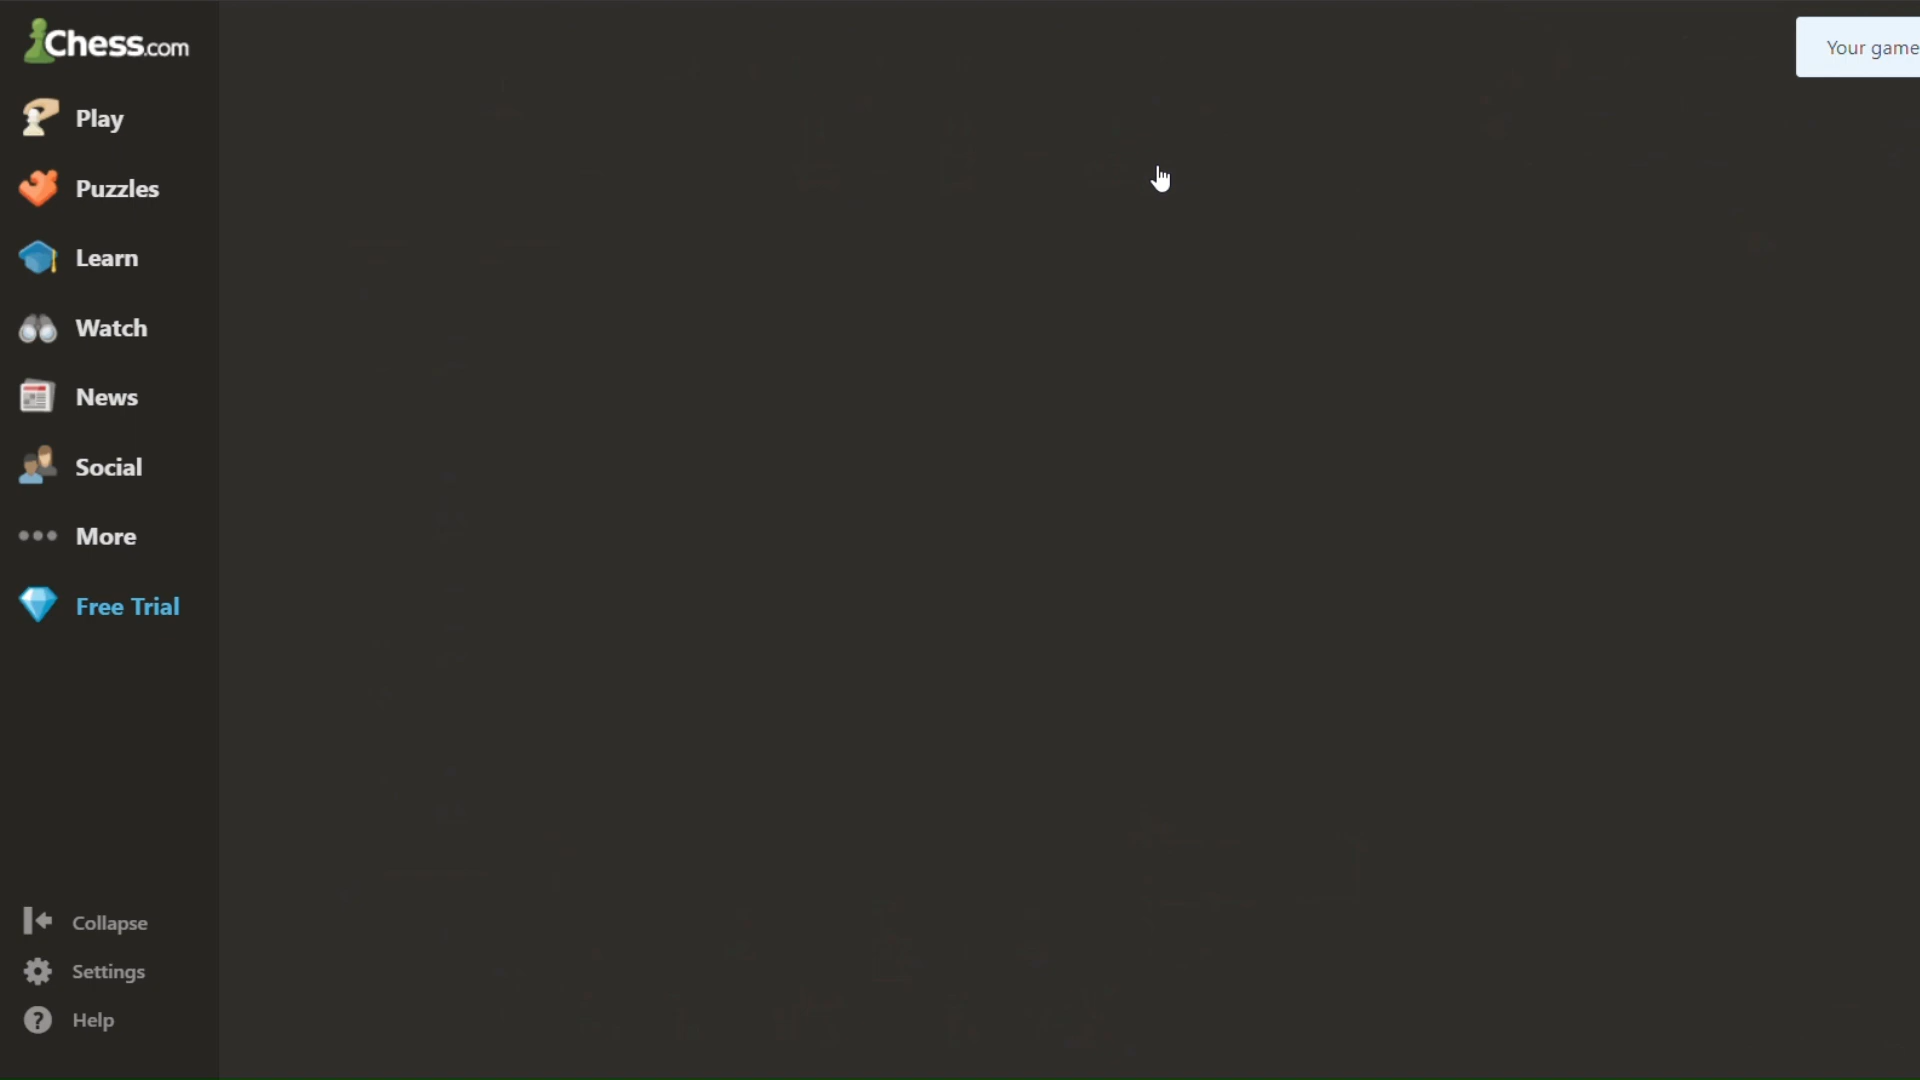 Chess.com
Your game
Play
Puzzles
Learn
Watch
News
Social
More
Free Trial
Collapse
Settings
Help